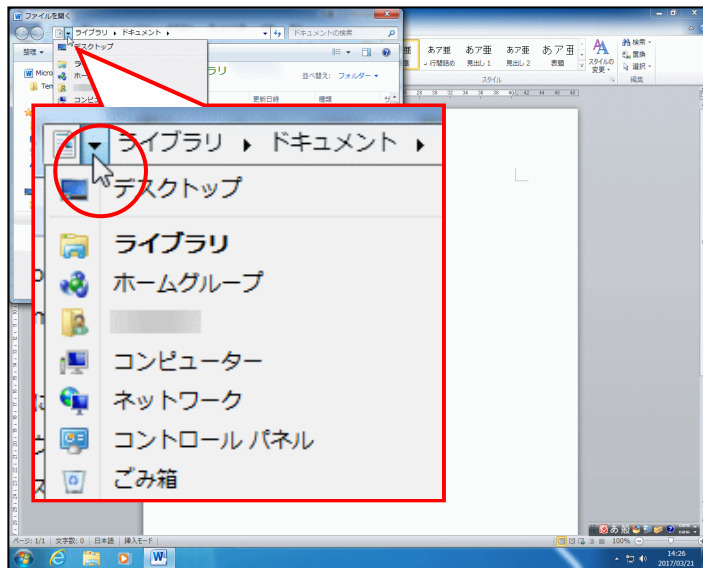 ファイルを開く
ライブラリ ▸ ドキュメント ▸
ドキュメントの検索
整理
デスクトップ
並べ替え: フォルダー
更新日時 種類
あア亜 あア亜 あア亜 あア亜
行間詰め 見出し 1 見出し 2 表題
スタイルの変更
スタイル
検索
置換
選択
編集
ライブラリ ▸ ドキュメント ▸
デスクトップ
ライブラリ
ホームグループ
コンピューター
ネットワーク
コントロール パネル
ごみ箱
ページ: 1/1 文字数: 0 日本語 挿入モード
100%
あ 般
14:26
2017/03/21